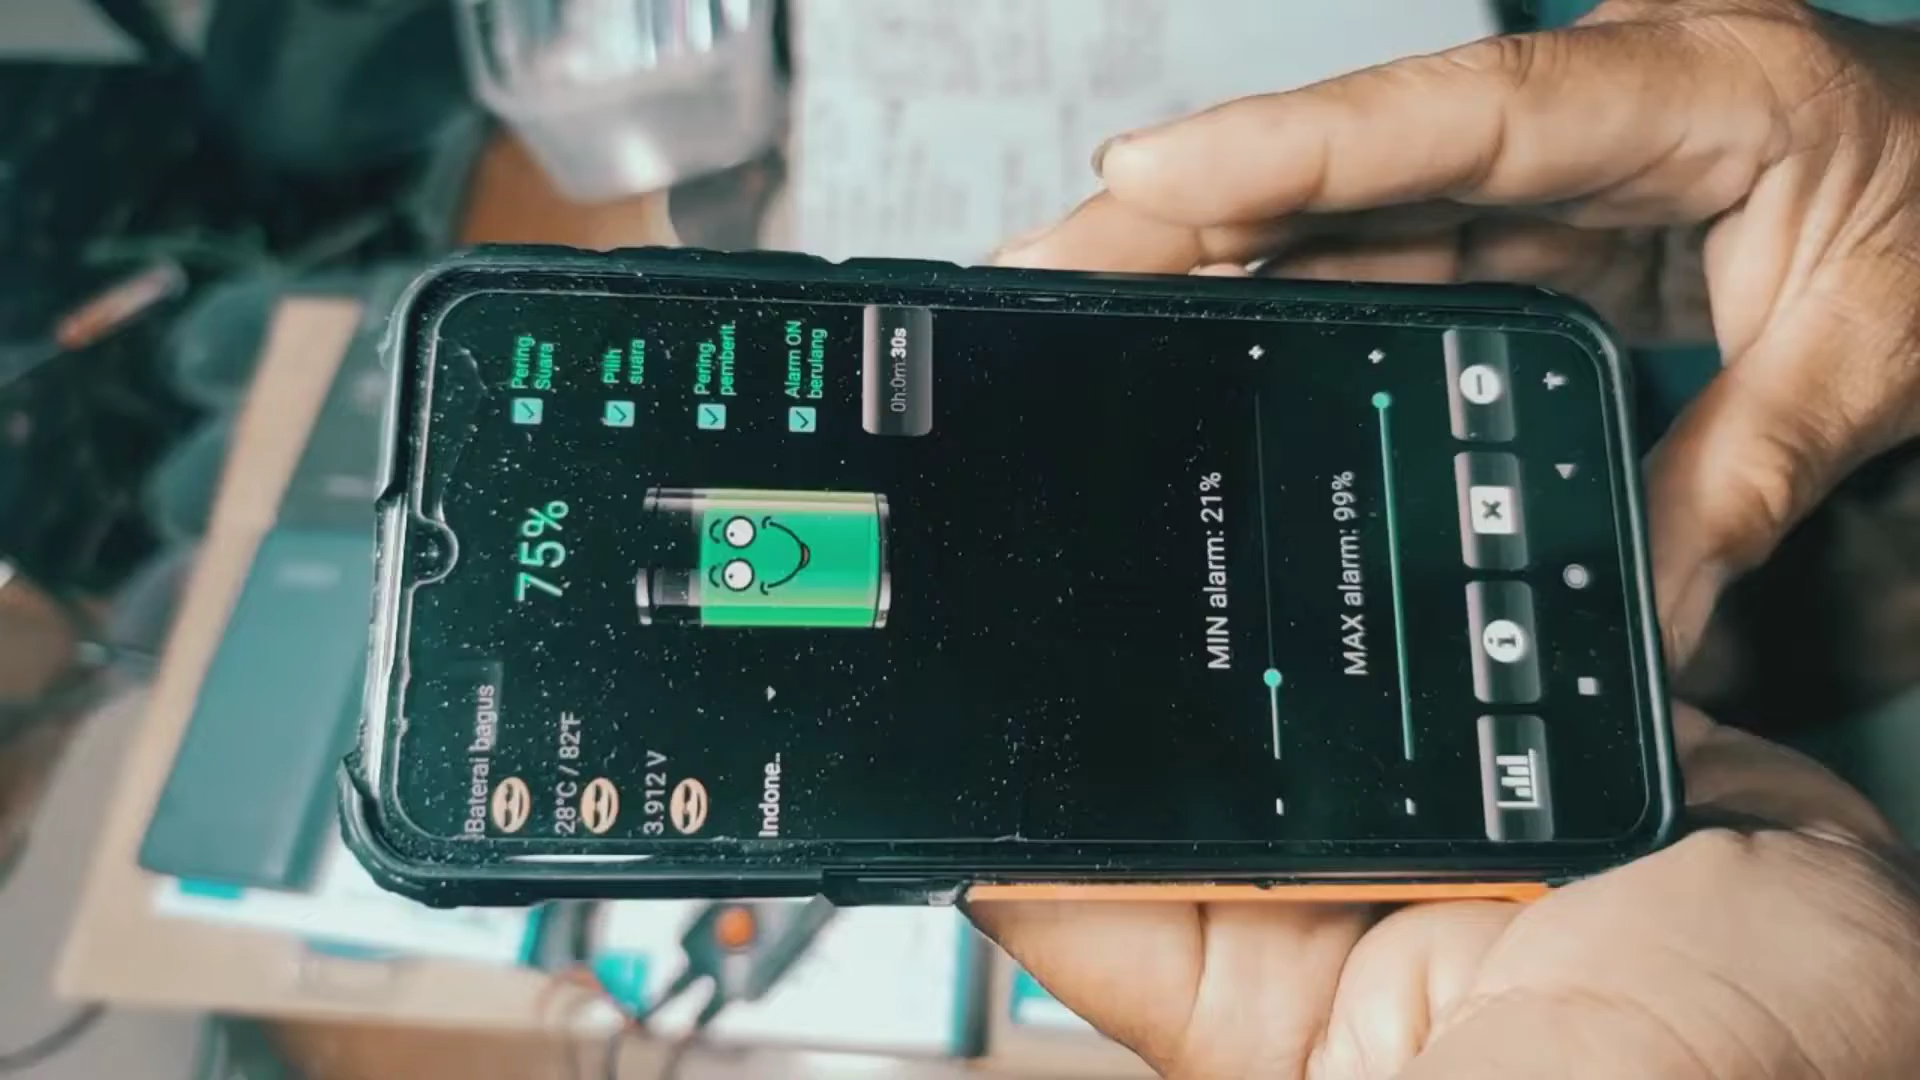 Baterai bagus
28°C / 82°F
3.912 V
Indone..
75%
Pering.
Suara
Pilih
suara
Pering.
pemberit.
Alarm ON
berulang
0h:0m:30s
MIN alarm: 21%
MAX alarm: 99%